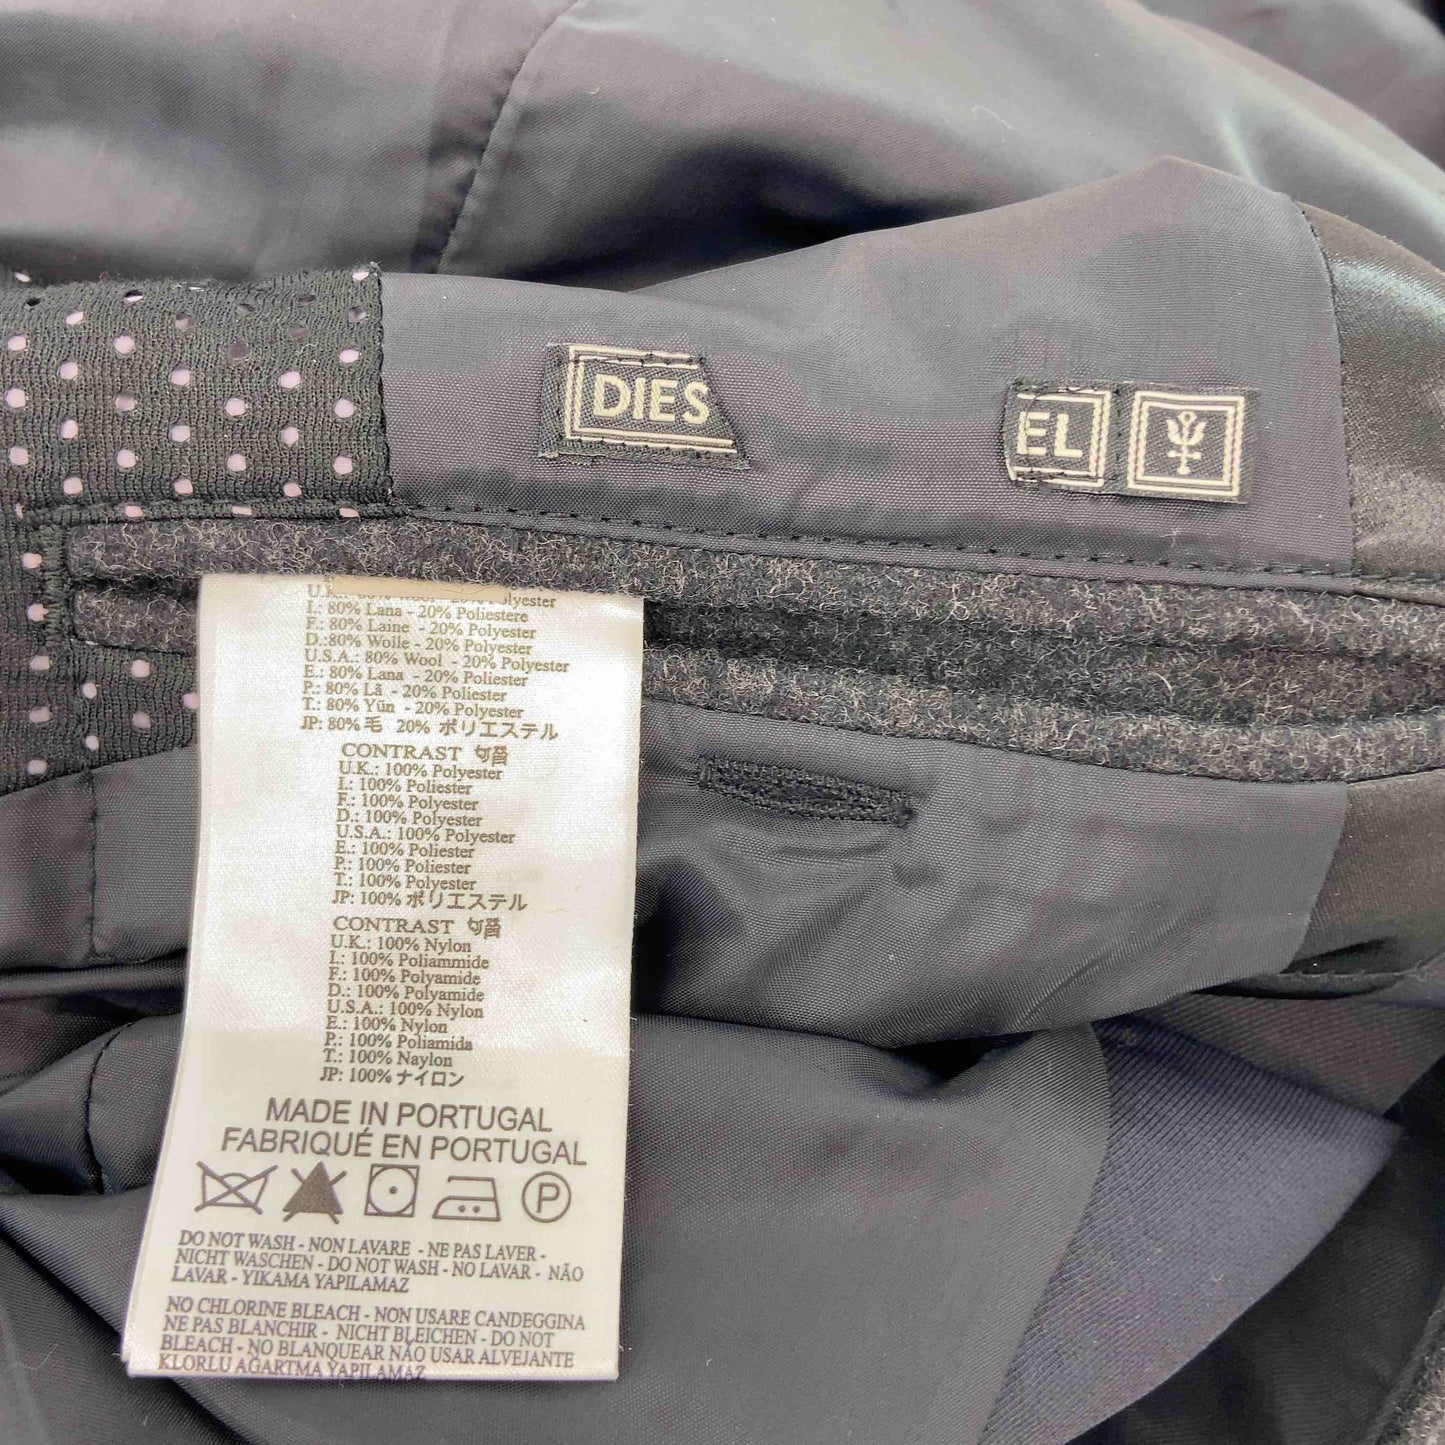 DIES
EL
I.: 80% Lana - 20% Poliestere
F.: 80% Laine - 20% Polyester
D.:80% Wolle - 20% Polyester
U.S.A.: 80% Wool - 20% Polyester
E.: 80% Lana - 20% Poliester
P.: 80% Lã - 20% Poliester
T.: 80% Yün - 20% Polyester
JP: 80% 毛 20% ポリエステル
CONTRAST
U.K.: 100% Polyester
I.: 100% Poliester
F.: 100% Polyester
D.: 100% Polyester
U.S.A.: 100% Polyester
E.: 100% Poliester
P.: 100% Poliester
T.: 100% Polyester
JP: 100% ポリエステル
CONTRAST
U.K.: 100% Nylon
I.: 100% Poliammide
F.: 100% Polyamide
D.: 100% Polyamide
U.S.A.: 100% Nylon
E.: 100% Nylon
P.: 100% Poliamida
T.: 100% Naylon
JP: 100% ナイロン
MADE IN PORTUGAL
FABRIQUÉ EN PORTUGAL
P
DO NOT WASH - NON LAVARE - NE PAS LAVER -
NICHT WASCHEN - DO NOT WASH - NO LAVAR - NÃO
LAVAR - YIKAMA YAPILAMAZ
NO CHLORINE BLEACH - NON USARE CANDEGGINA
NE PAS BLANCHIR - NICHT BLEICHEN - DO NOT
BLEACH - NO BLANQUEAR NÃO USAR ALVEJANTE
KLORLU AĞARTMA YAPILAMAZ